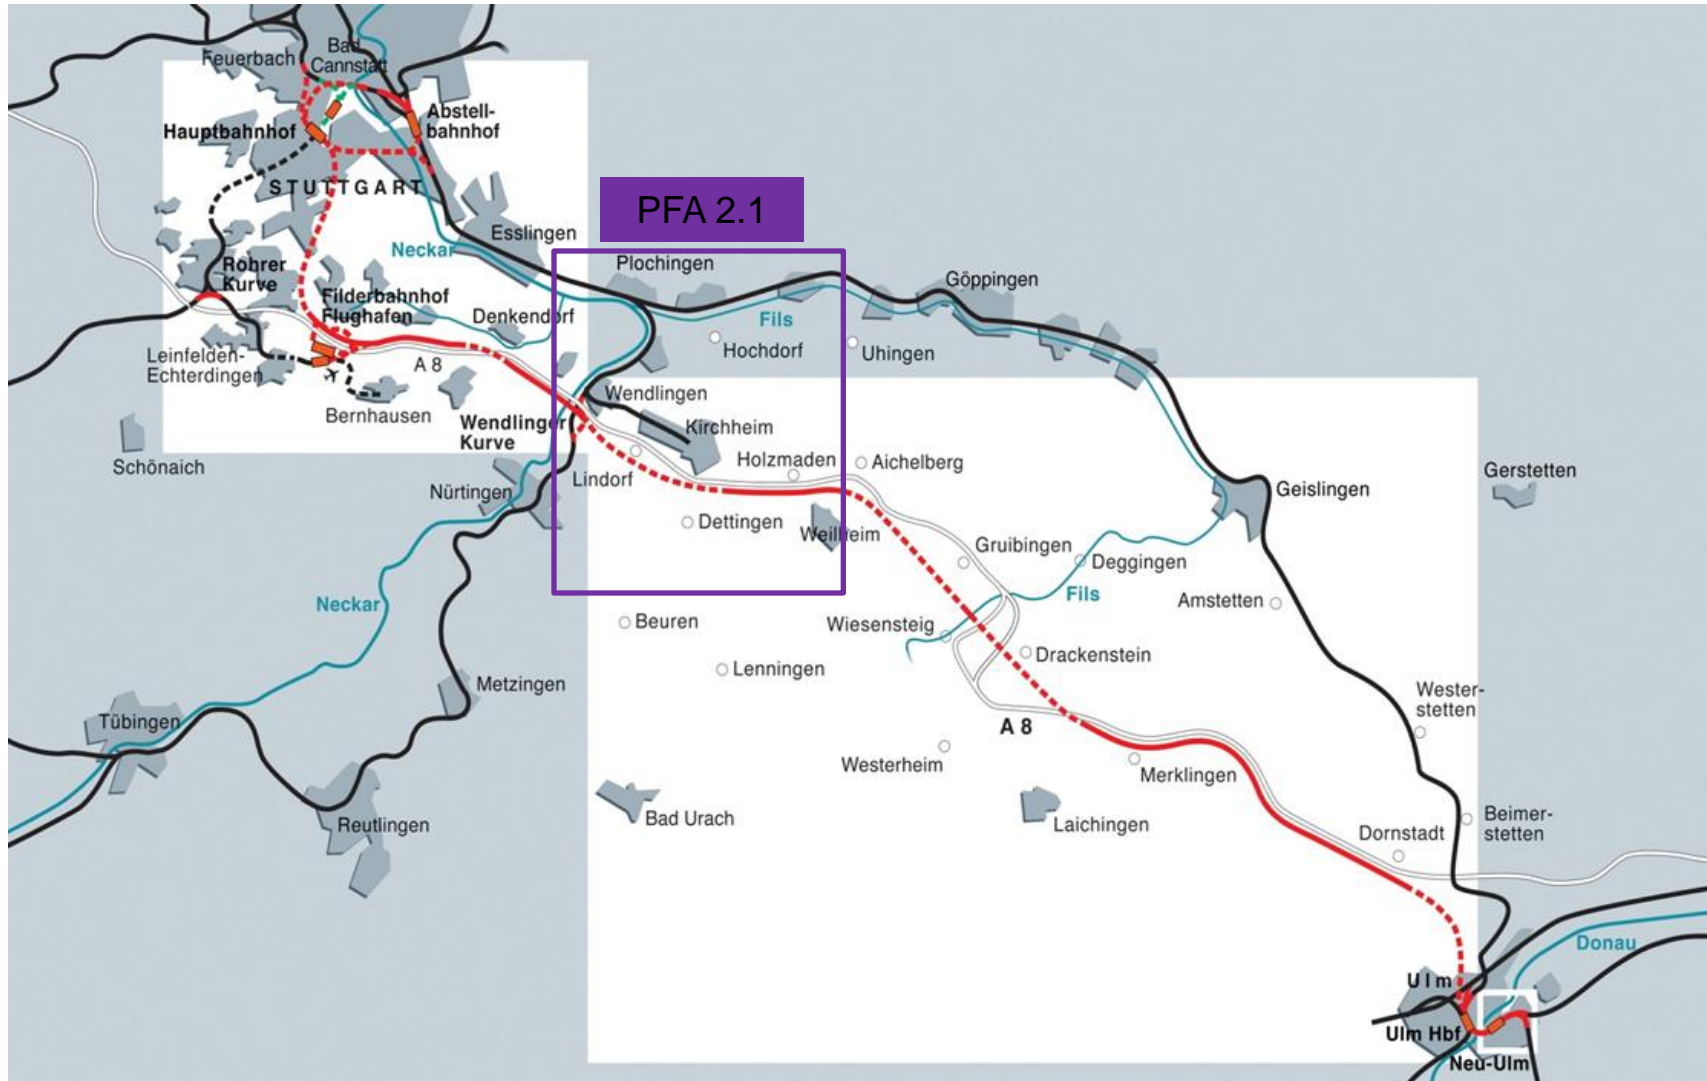 Feuerbach
Bad
Cannstatt
Hauptbahnhof
Abstell-
bahnhof
STUTTGART
PFA 2.1
Esslingen
Neckar
Plochingen
Rohrer
Kurve
Filderbahnhof
Flughafen
Denkendorf
Göppingen
Fils
Hochdorf
Uhingen
Leinfelden-
Echterdingen
A 8
Bernhausen
Wendlingen
Wendlinger
Kurve
Kirchheim
Schönaich
Holzmaden
Aichelberg
Lindorf
Nürtingen
Gerstetten
Geislingen
Dettingen
Weilheim
Gruibingen
Deggingen
Neckar
Fils
Amstetten
Beuren
Wiesensteig
Drackenstein
Lenningen
Metzingen
Wester-
stetten
Tübingen
A 8
Westerheim
Merklingen
Bad Urach
Reutlingen
Laichingen
Beimer-
stetten
Dornstadt
Donau
Ulm
Ulm Hbf
Neu-Ulm